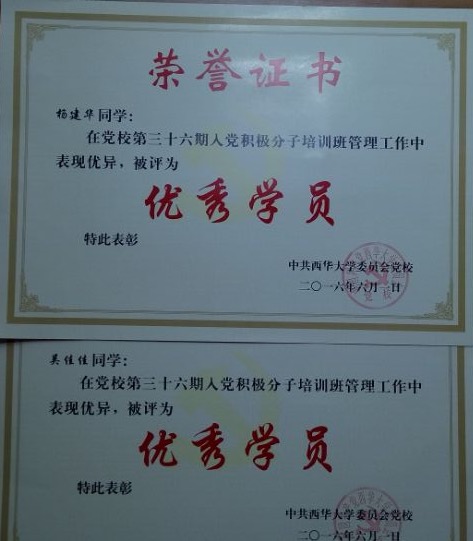 荣誉证书
杨建华同学：
在党校第三十六期入党积极分子培训班管理工作中
表现优异，被评为
优秀学员
特此表彰
中共西华大学委员会党校
二〇一六年六月一日
吴佳佳同学：
在党校第三十六期入党积极分子培训班管理工作中
表现优异，被评为
优秀学员
特此表彰
中共西华大学委员会党校
二〇一六年六月一日